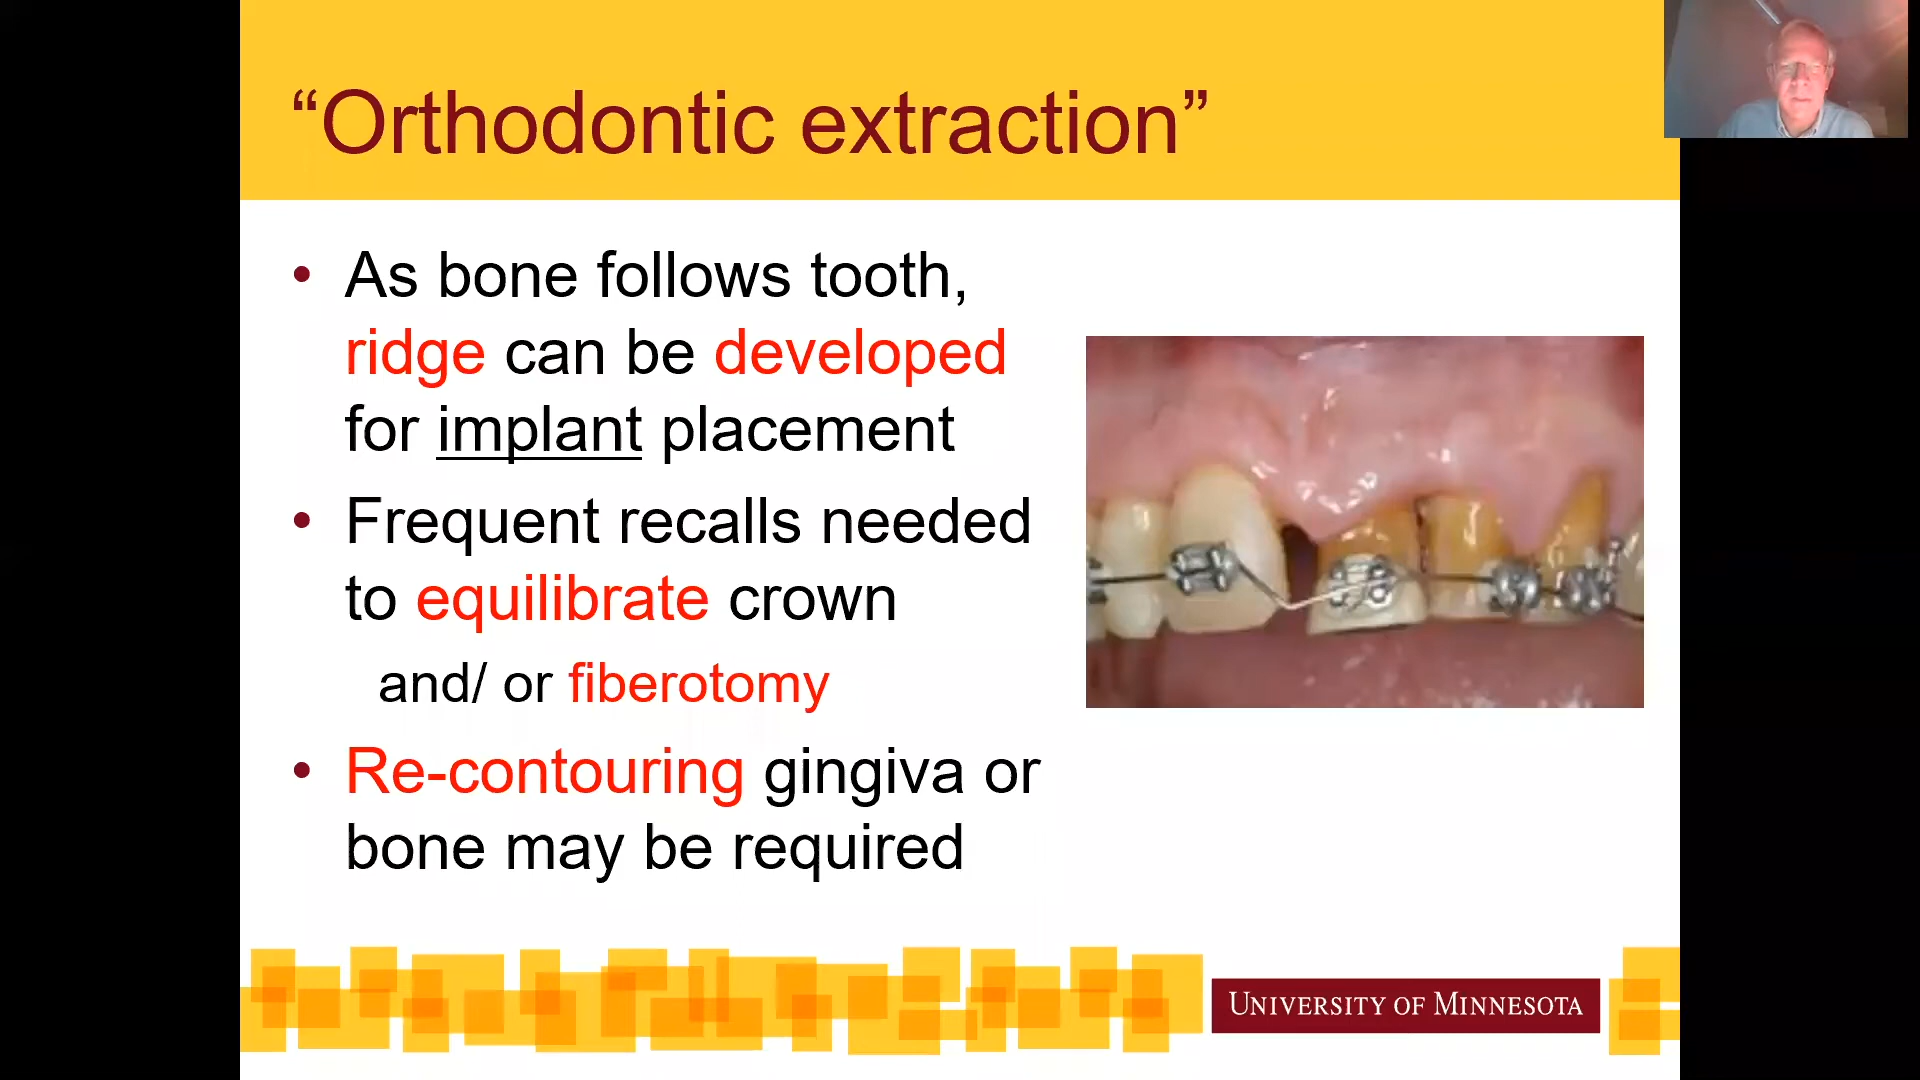 “Orthodontic extraction”
• As bone follows tooth,
ridge can be developed
for implant placement
• Frequent recalls needed
to equilibrate crown
and/ or fiberotomy
• Re-contouring gingiva or
bone may be required
UNIVERSITY OF MINNESOTA